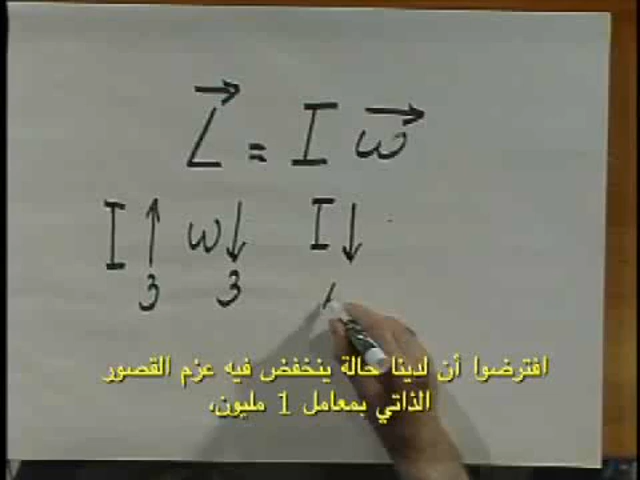 L = I ω
I ↑ ω ↓ I ↓
3 3
افترضوا أن لدينا حالة ينخفض فيه عزم القصور
الذاتي بمعامل 1 مليون،